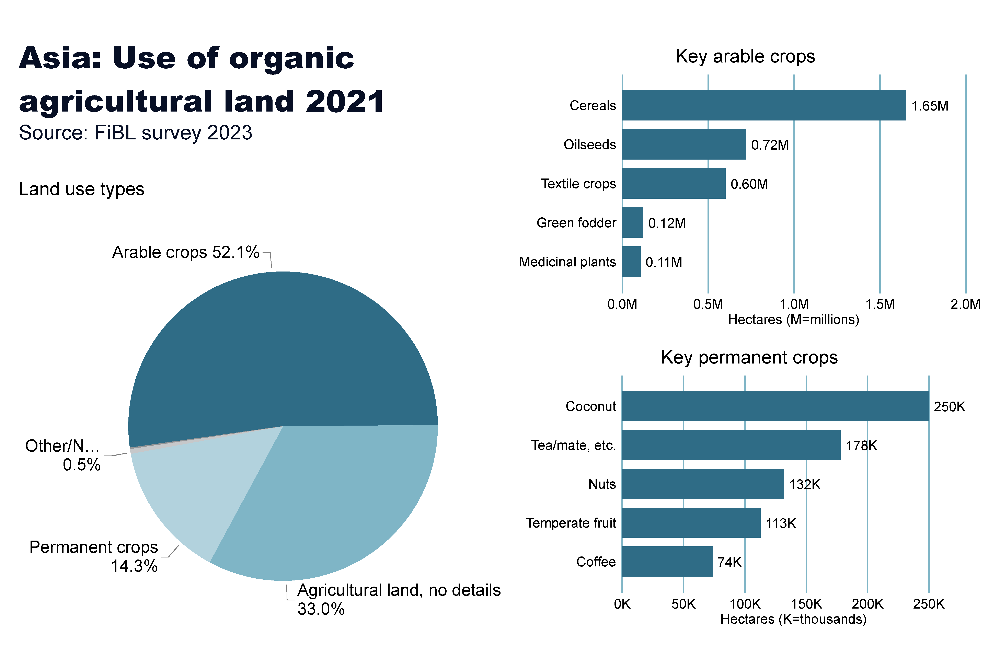 Asia: Use of organic
agricultural land 2021
Source: FiBL survey 2023
Land use types
Arable crops 52.1%
Other/N...
0.5%
Permanent crops
14.3%
Agricultural land, no details
33.0%
Key arable crops
Cereals 1.65M
Oilseeds 0.72M
Textile crops 0.60M
Green fodder 0.12M
Medicinal plants 0.11M
0.0M 0.5M 1.0M 1.5M 2.0M
Hectares (M=millions)
Key permanent crops
Coconut 250K
Tea/mate, etc. 178K
Nuts 132K
Temperate fruit 113K
Coffee 74K
0K 50K 100K 150K 200K 250K
Hectares (K=thousands)